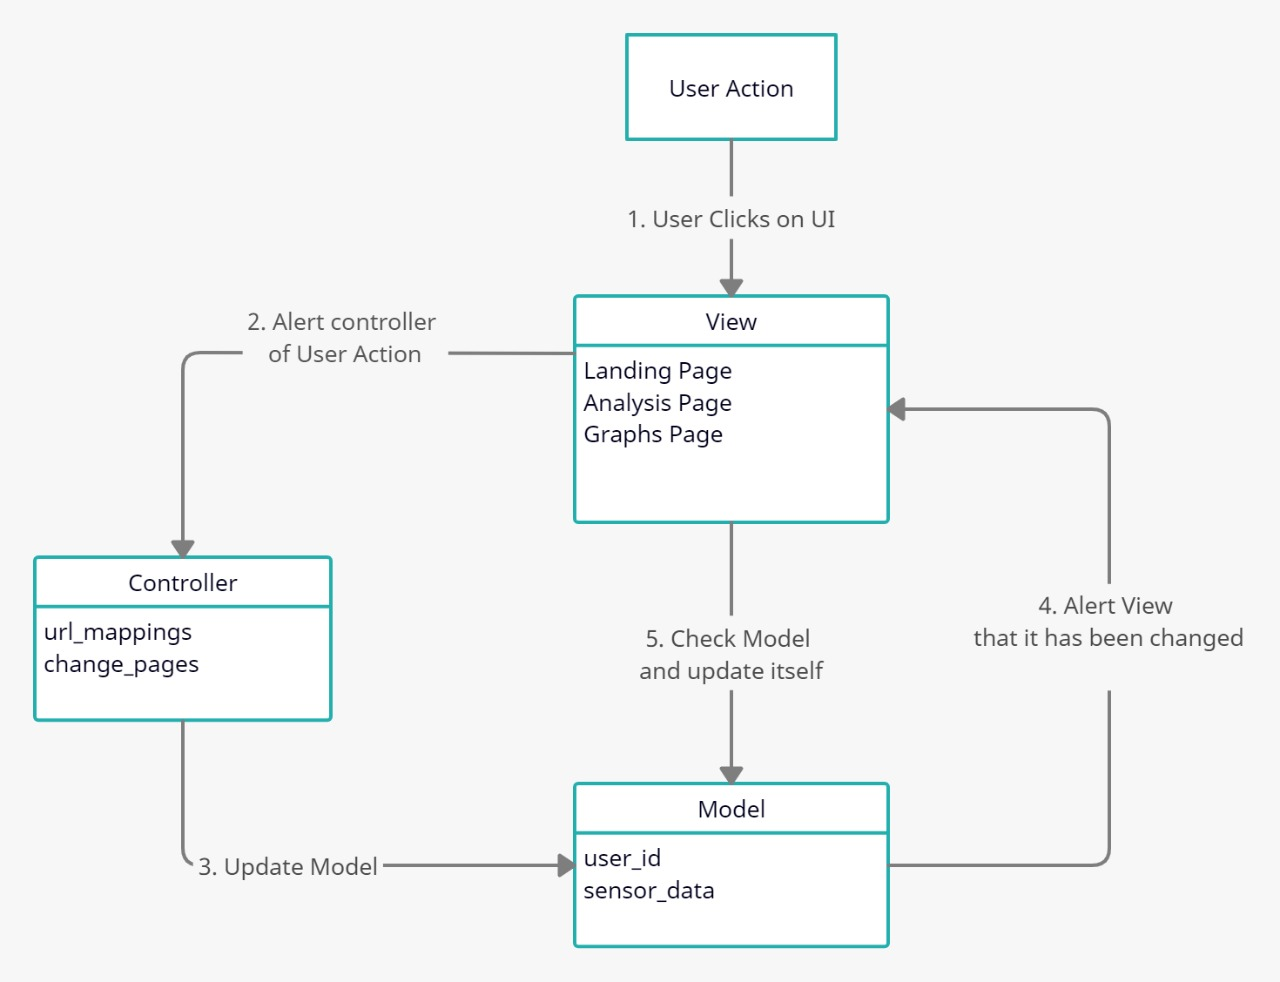 User Action
1. User Clicks on UI
View
Landing Page
Analysis Page
Graphs Page
2. Alert controller
of User Action
Controller
url_mappings
change_pages
3. Update Model
Model
user_id
sensor_data
4. Alert View
that it has been changed
5. Check Model
and update itself